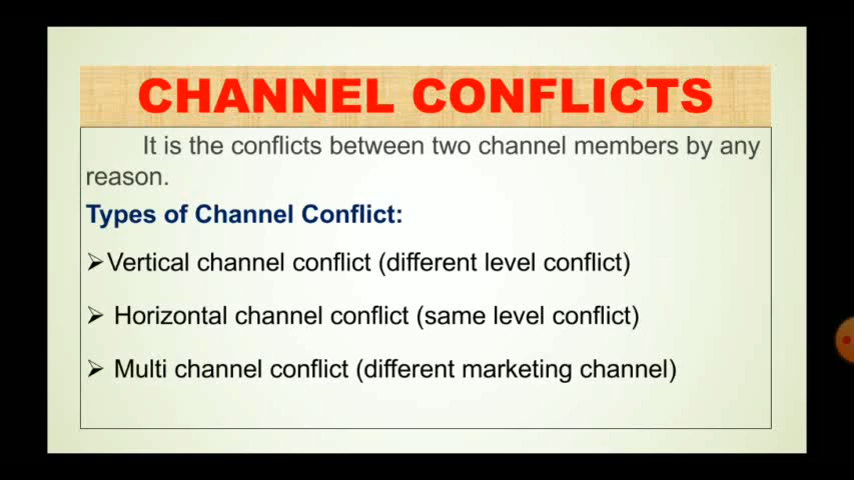 CHANNEL CONFLICTS
It is the conflicts between two channel members by any
reason.
Types of Channel Conflict:
➢Vertical channel conflict (different level conflict)
➢ Horizontal channel conflict (same level conflict)
➢ Multi channel conflict (different marketing channel)